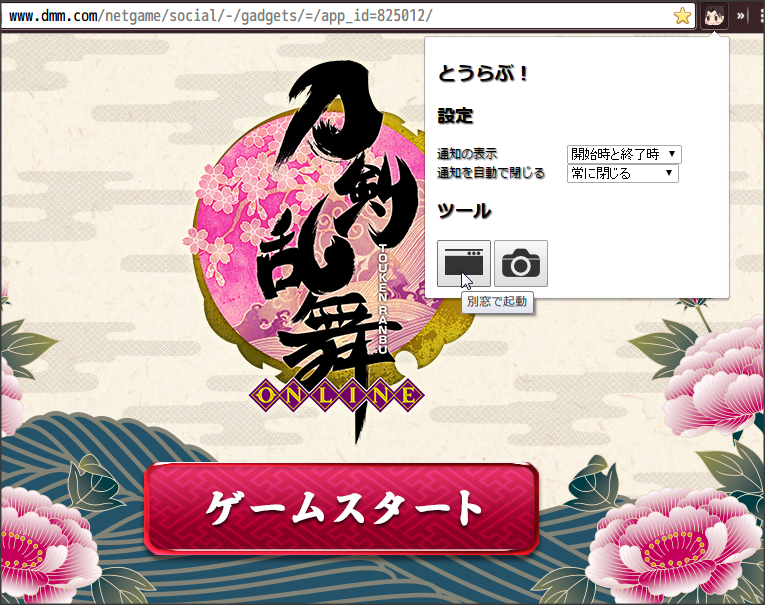 www.dmm.com/netgame/social/-/gadgets/=/app_id=825012/
»
とうらぶ！
設定
通知の表示 開始時と終了時
通知を自動で閉じる 常に閉じる
ツール
別窓で起動
刀剣乱舞
TOUKEN RANBU
ONLINE
ゲームスタート